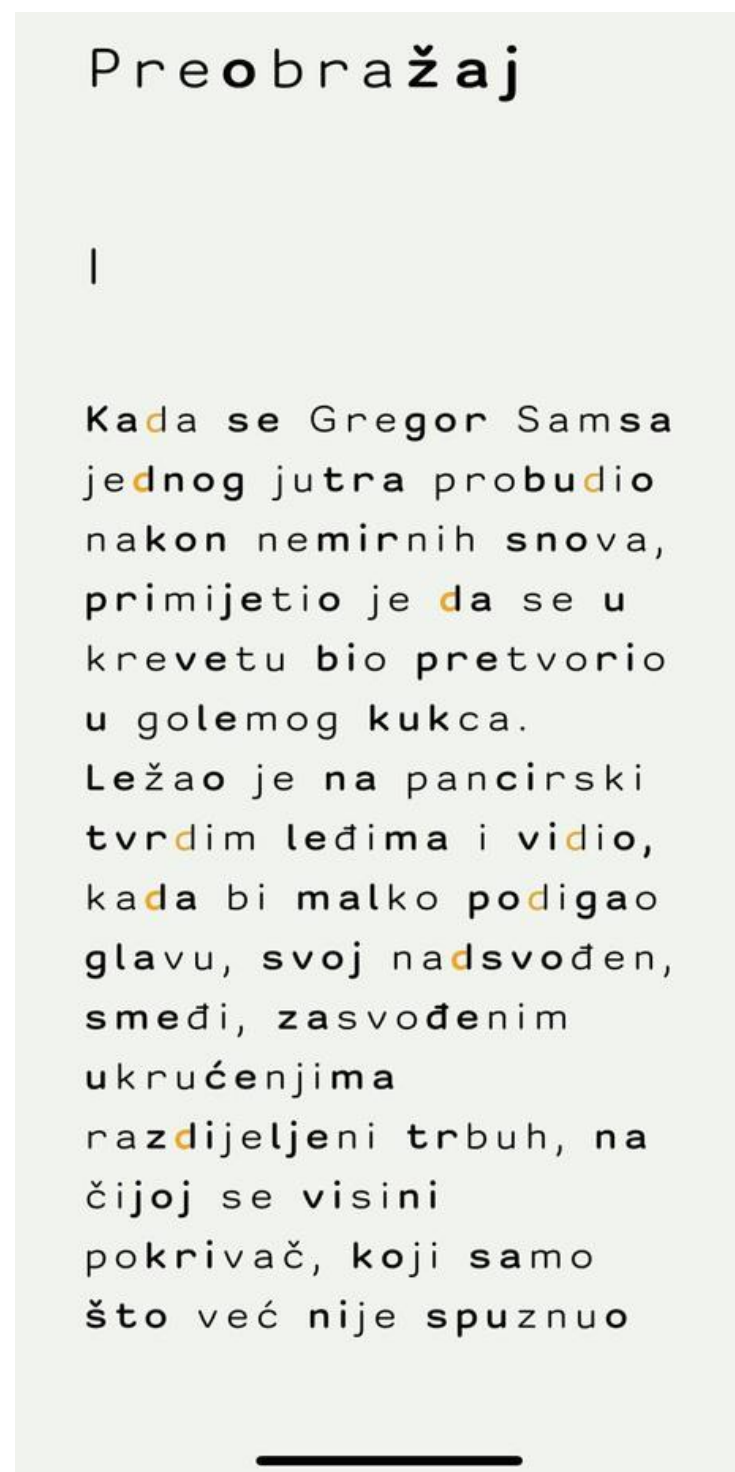 Preobražaj
I
Kada se Gregor Samsa
jednog jutra probudio
nakon nemirnih snova,
primijetio je da se u
krevetu bio pretvorio
u golemog kukca.
Ležao je na pancirski
tvrdim leđima i vidio,
kada bi malko podigao
glavu, svoj nadsvođen,
smeđi, zasvođenim
ukrućenjima
razdijeljeni trbuh, na
čijoj se visini
pokrivač, koji samo
što već nije spuznuo